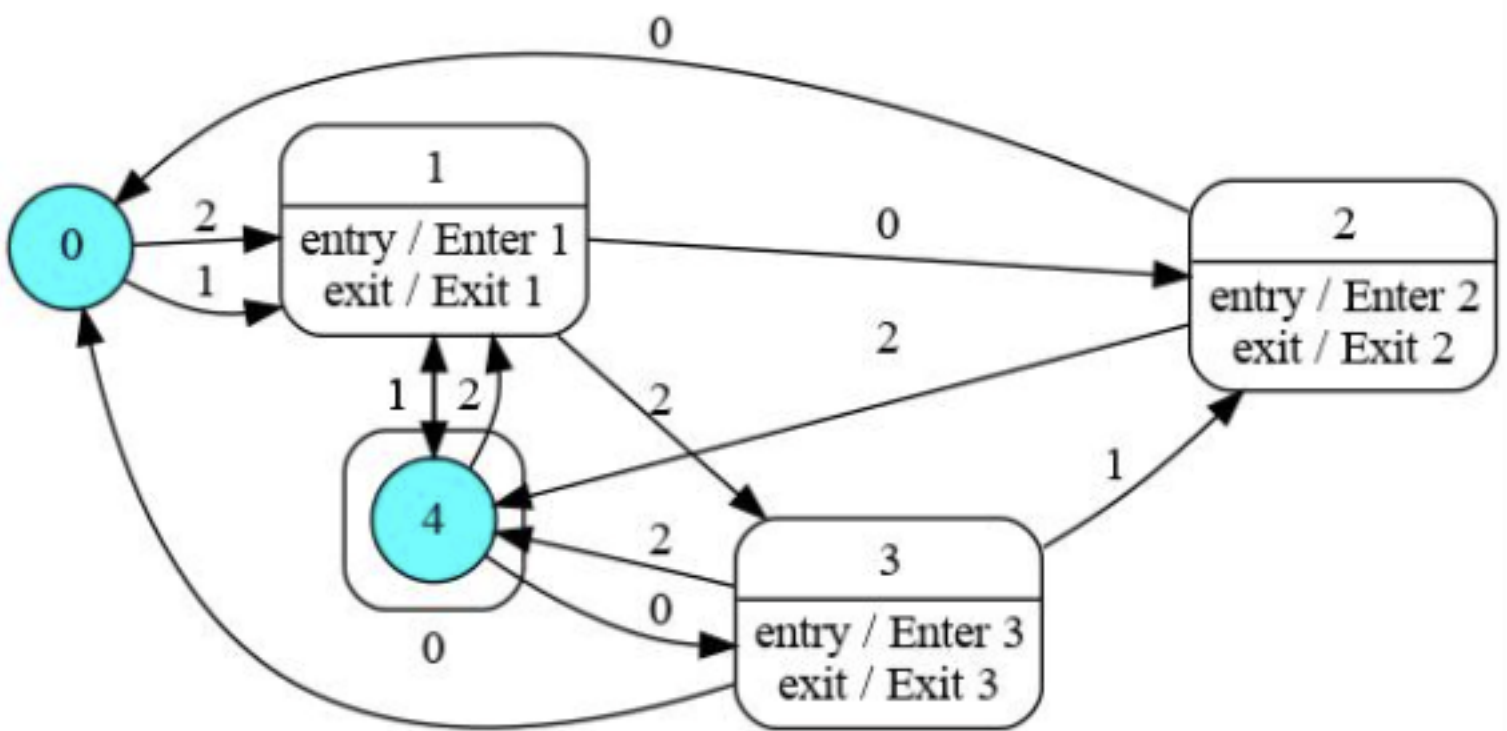 0
1
entry / Enter 1
exit / Exit 1
0
2
1
0
2
entry / Enter 2
exit / Exit 2
2
1
2
2
4
2
0
0
1
3
entry / Enter 3
exit / Exit 3